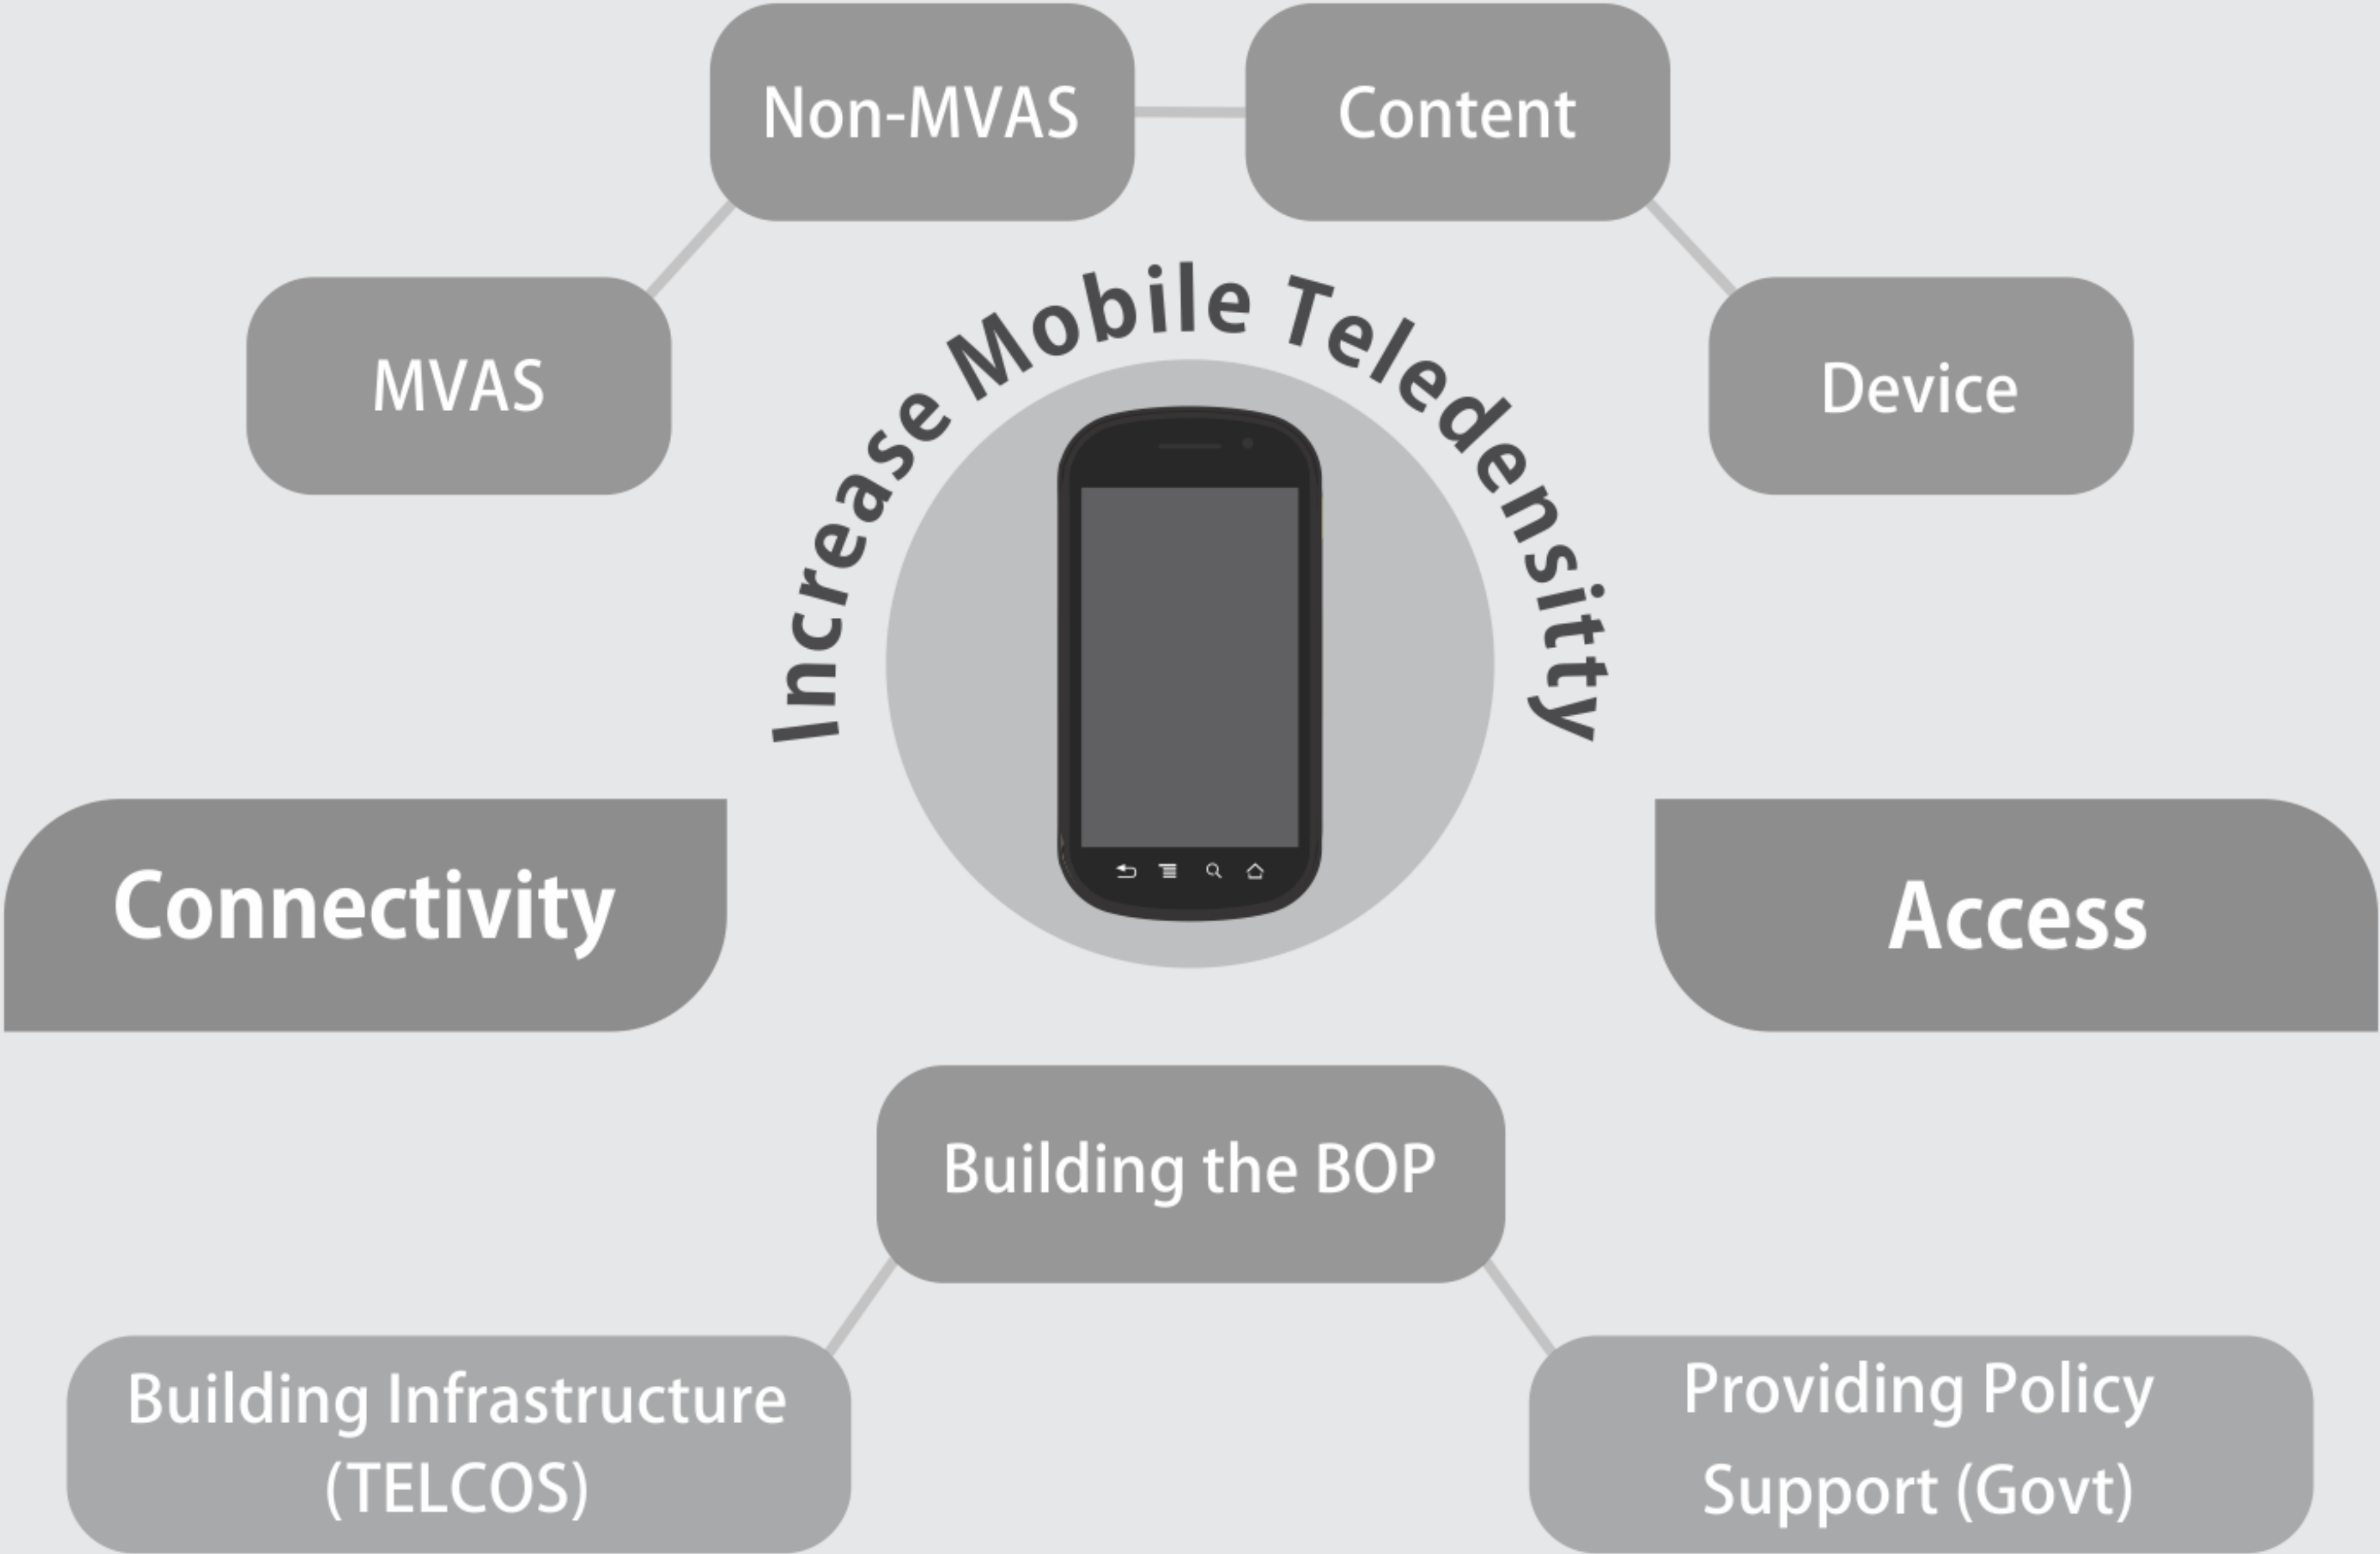 Non-MVAS
Content
MVAS
Device
Increase Mobile Teledensitty
Connectivity
Access
Building the BOP
Building Infrastructure
(TELCOS)
Providing Policy
Support (Govt)